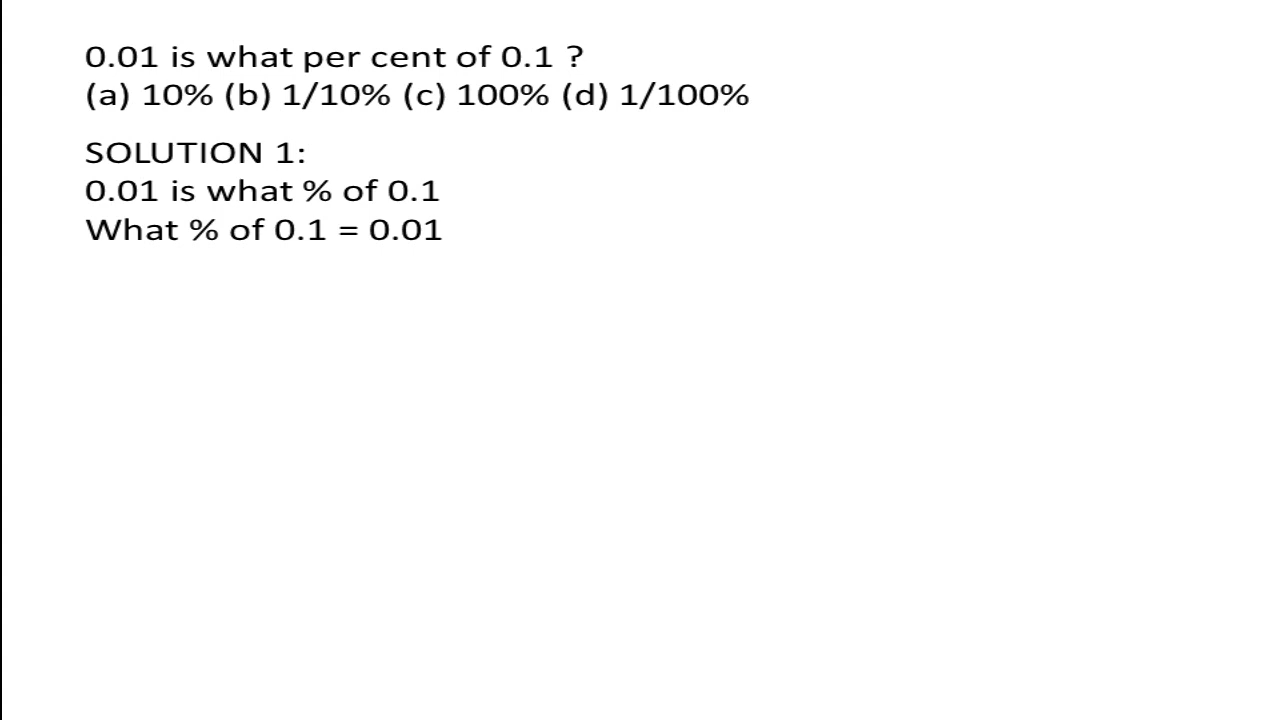 0.01 is what per cent of 0.1 ?
(a) 10% (b) 1/10% (c) 100% (d) 1/100%
SOLUTION 1:
0.01 is what % of 0.1
What % of 0.1 = 0.01